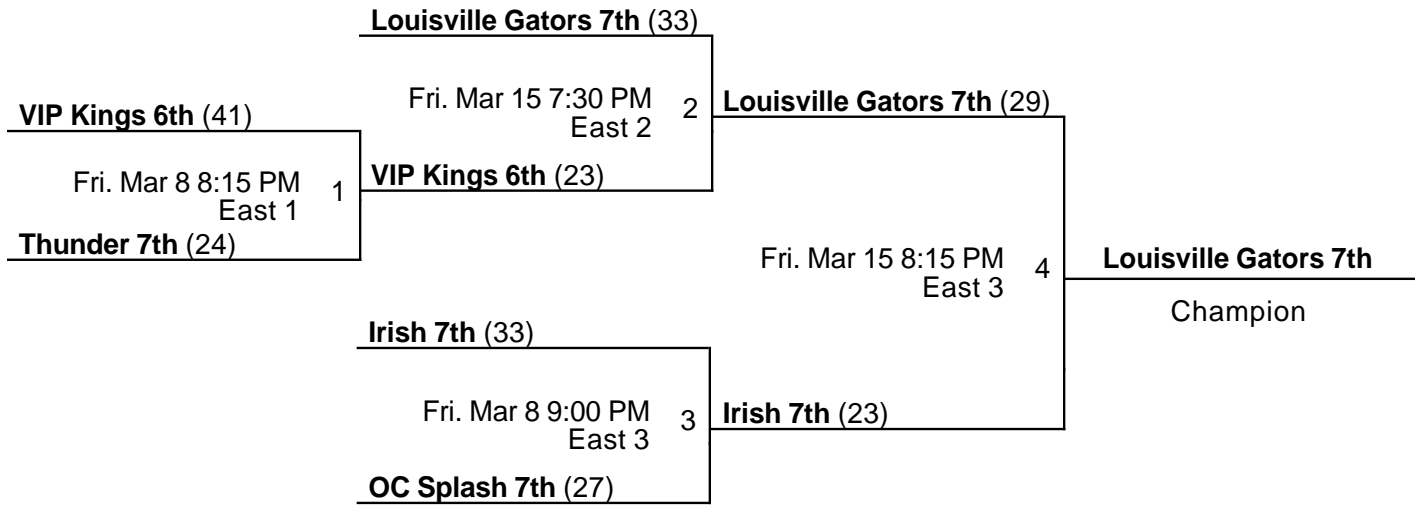 Louisville Gators 7th (33)
VIP Kings 6th (41)
Fri. Mar 15 7:30 PM
East 2
2
Louisville Gators 7th (29)
Fri. Mar 8 8:15 PM
East 1
1
VIP Kings 6th (23)
Thunder 7th (24)
Fri. Mar 15 8:15 PM
East 3
4
Louisville Gators 7th
Champion
Irish 7th (33)
Fri. Mar 8 9:00 PM
East 3
3
Irish 7th (23)
OC Splash 7th (27)